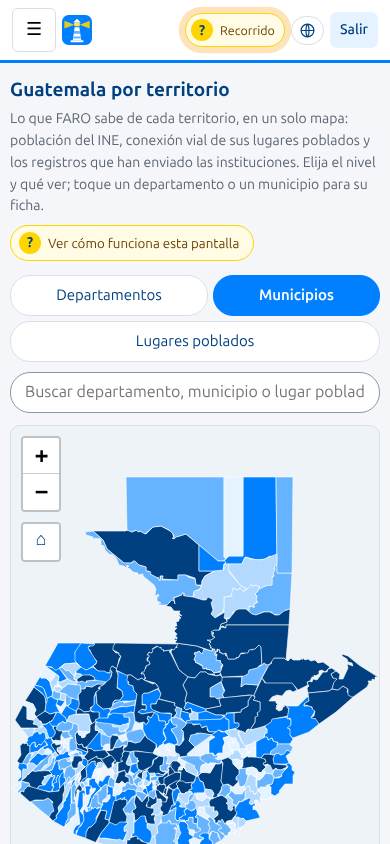 ☰
? Recorrido
Salir
Guatemala por territorio
Lo que FARO sabe de cada territorio, en un solo mapa:
población del INE, conexión vial de sus lugares poblados y
los registros que han enviado las instituciones. Elija el nivel
y qué ver; toque un departamento o un municipio para su
ficha.
? Ver cómo funciona esta pantalla
Departamentos
Municipios
Lugares poblados
Buscar departamento, municipio o lugar poblad
+
−
⌂